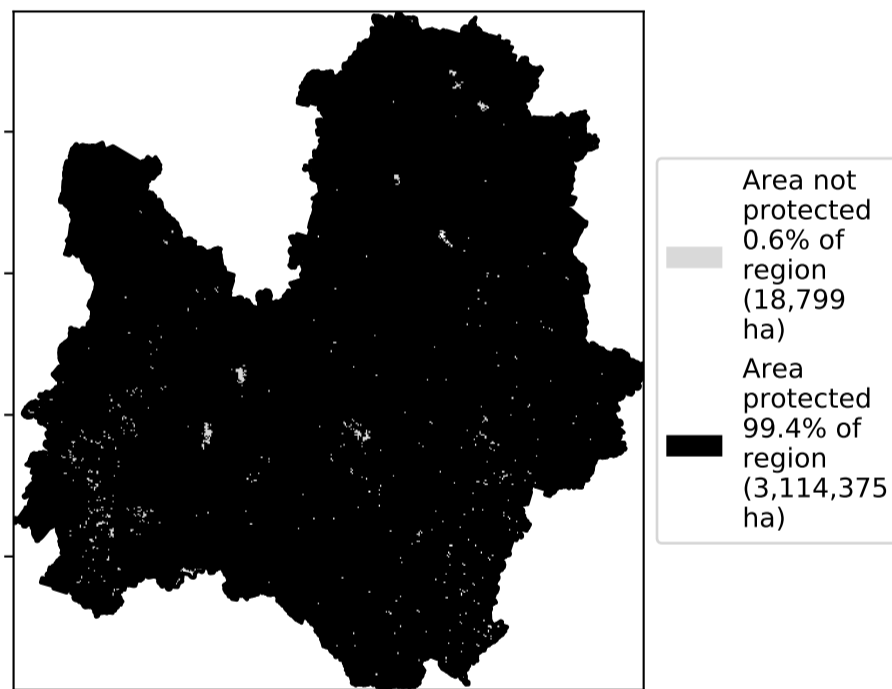 Area not
protected
0.6% of
region
(18,799
ha)
Area
protected
99.4% of
region
(3,114,375
ha)